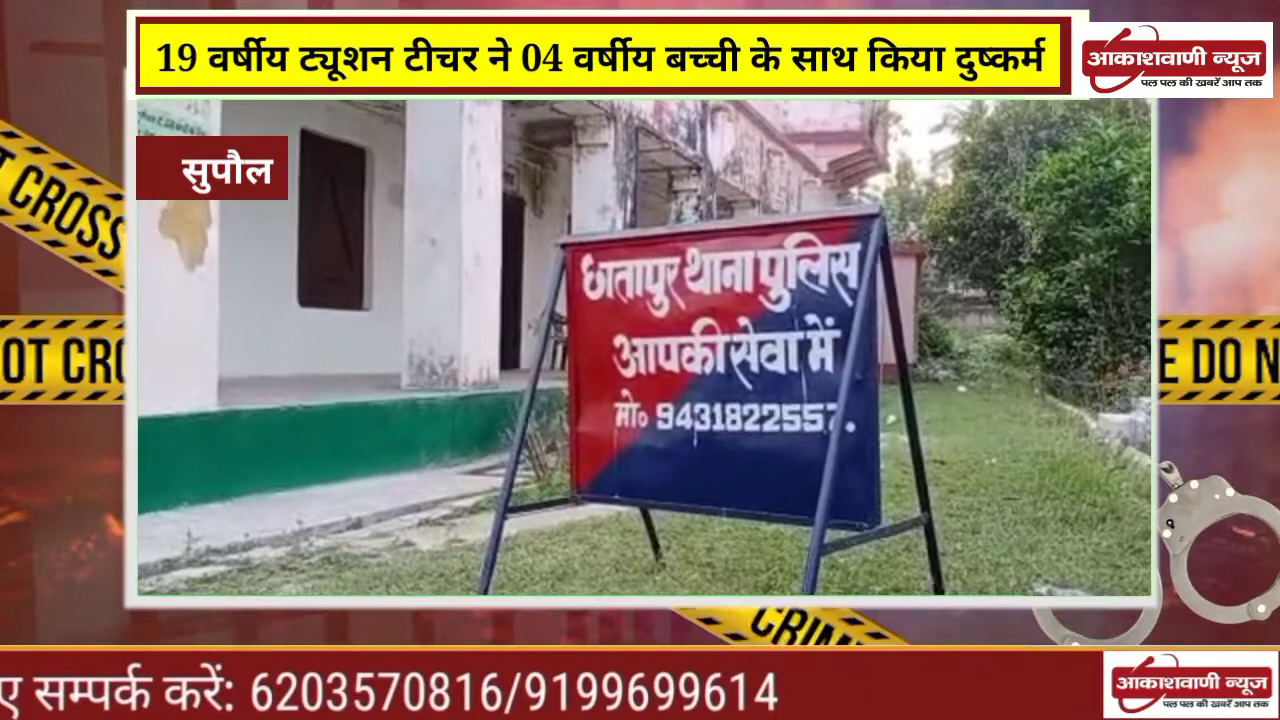 19 वर्षीय ट्यूशन टीचर ने 04 वर्षीय बच्ची के साथ किया दुष्कर्म
आकाशवाणी न्यूज
पल पल की खबरें आप तक
सुपौल
CROSS
छातापुर थाना पुलिस
आपकी सेवा में
मो० 9431822557.
OT CRO
E DO N
CRIM
ए सम्पर्क करें: 6203570816/9199699614
आकाशवाणी न्यूज
पल पल की खबरें आप तक